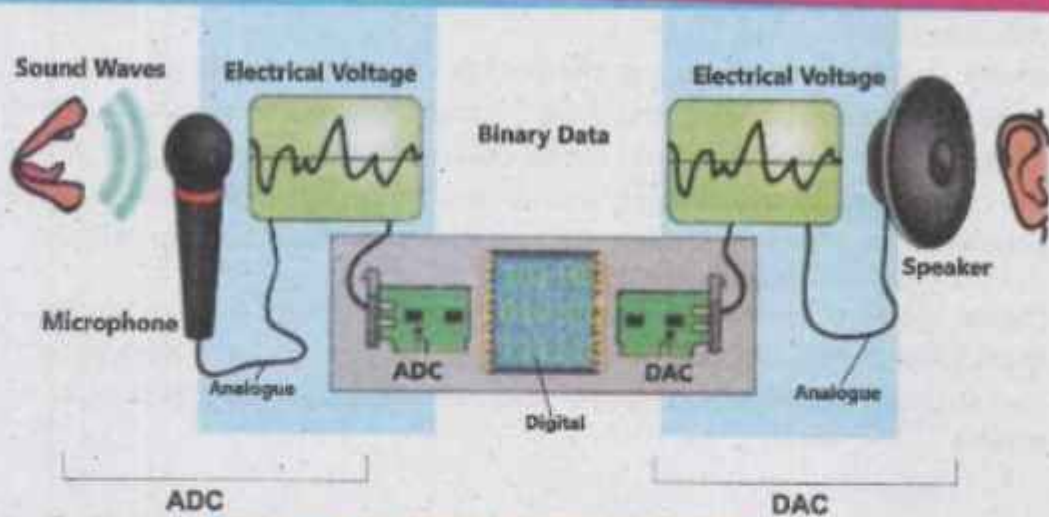 Sound Waves
Electrical Voltage
Binary Data
Electrical Voltage
Microphone
Analogue
ADC
Digital
DAC
Analogue
Speaker
ADC
DAC